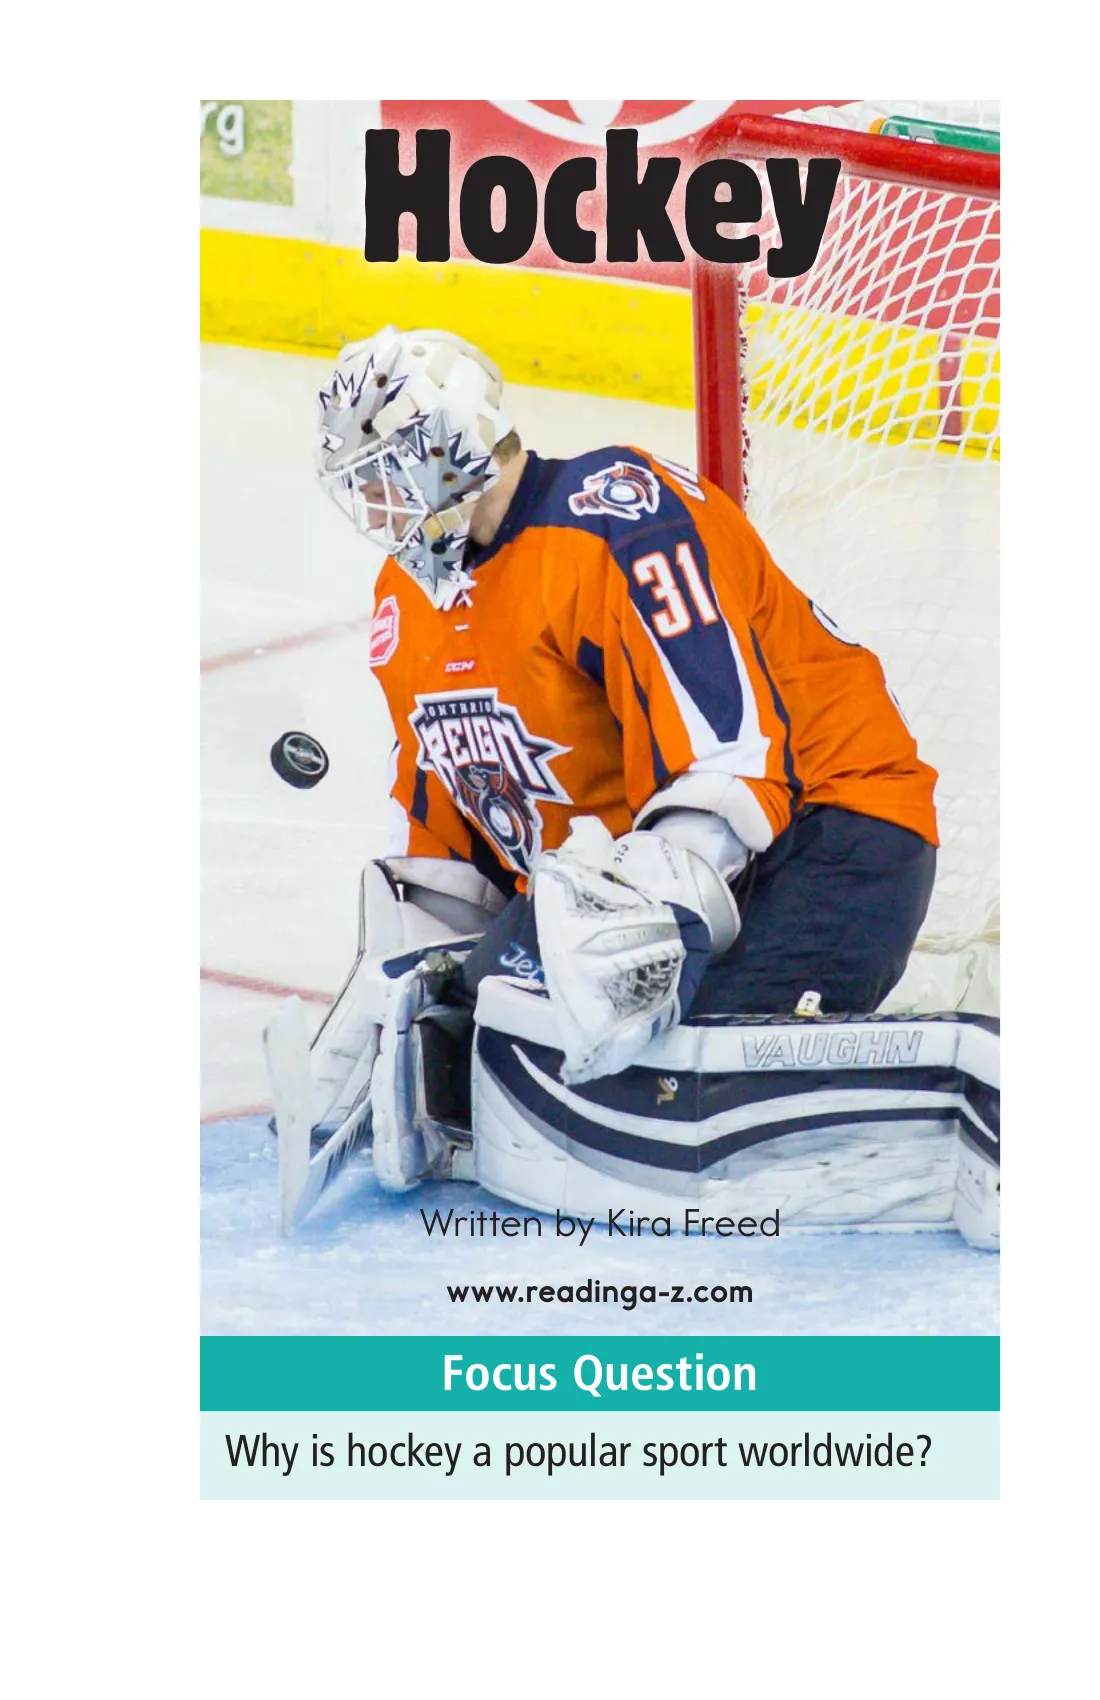 rg
Hockey
31
CCM
ONTARIO
REIGN
VAUGHN
Written by Kira Freed
www.readinga-z.com
Focus Question
Why is hockey a popular sport worldwide?